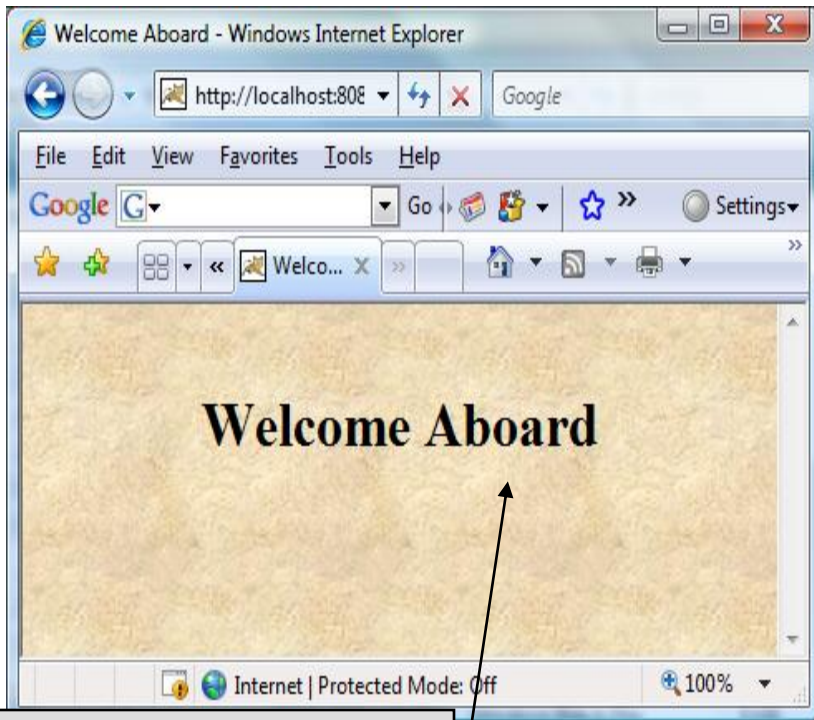 Welcome Aboard - Windows Internet Explorer
http://localhost:808
Google
File Edit View Favorites Tools Help
Google G Go Settings
Welco...
Welcome Aboard
Internet | Protected Mode: Off 100%